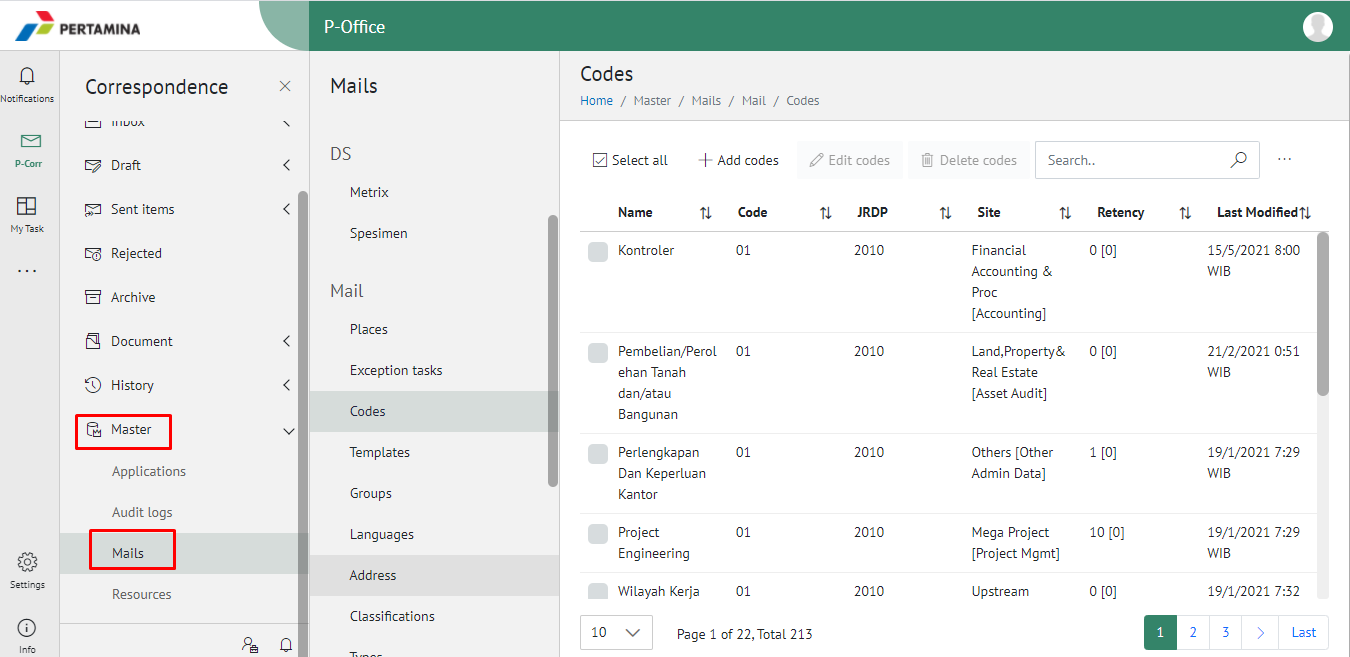 PERTAMINA
P-Office
Notifications
P-Corr
My Task
Settings
Info
Correspondence
Inbox
Draft
Sent items
Rejected
Archive
Document
History
Master
Applications
Audit logs
Mails
Resources
Mails
DS
Metrix
Spesimen
Mail
Places
Exception tasks
Codes
Templates
Groups
Languages
Address
Classifications
Types
Codes
Home / Master / Mails / Mail / Codes
Select all Add codes Edit codes Delete codes Search.. ...
Name Code JRDP Site Retency Last Modified
Kontroler 01 2010 Financial 0 [0] 15/5/2021 8:00
Accounting & WIB
Proc
[Accounting]
Pembelian/Perol 01 2010 Land,Property& 0 [0] 21/2/2021 0:51
ehan Tanah Real Estate WIB
dan/atau [Asset Audit]
Bangunan
Perlengkapan 01 2010 Others [Other 1 [0] 19/1/2021 7:29
Dan Keperluan Admin Data] WIB
Kantor
Project 01 2010 Mega Project 10 [0] 19/1/2021 7:29
Engineering [Project Mgmt] WIB
Wilayah Kerja 01 2010 Upstream 0 [0] 19/1/2021 7:32
10 Page 1 of 22, Total 213 1 2 3 > Last